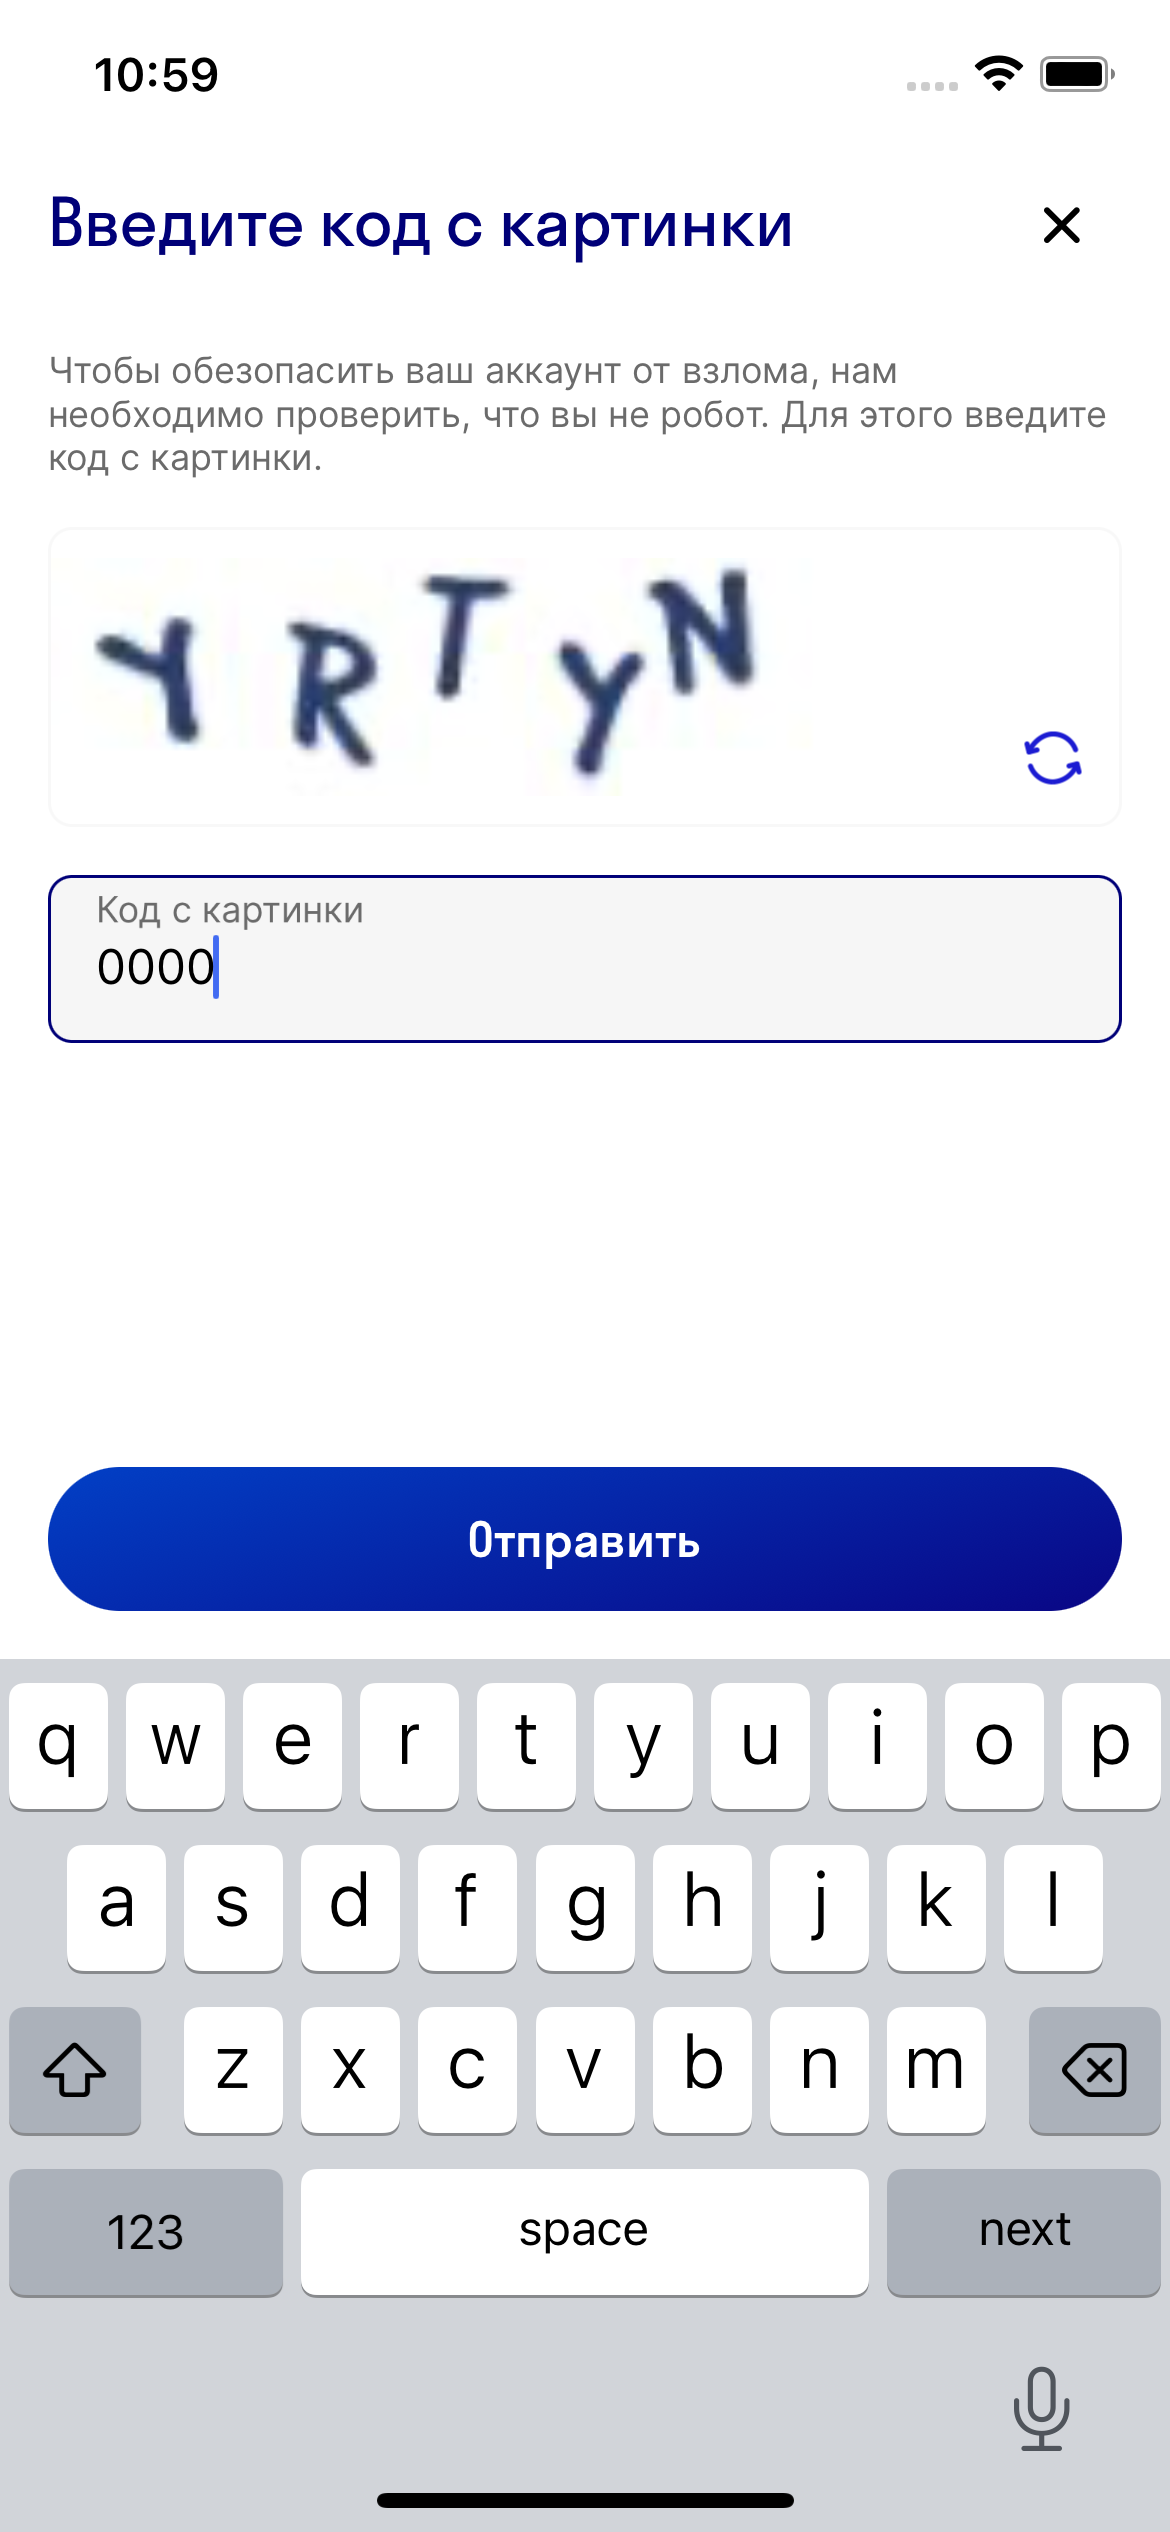 10:59
Введите код с картинки
Чтобы обезопасить ваш аккаунт от взлома, нам
необходимо проверить, что вы не робот. Для этого введите
код с картинки.
YRTYN
Код с картинки
0000
Отправить
q w e r t y u i o p
a s d f g h j k l
z x c v b n m
123 space next